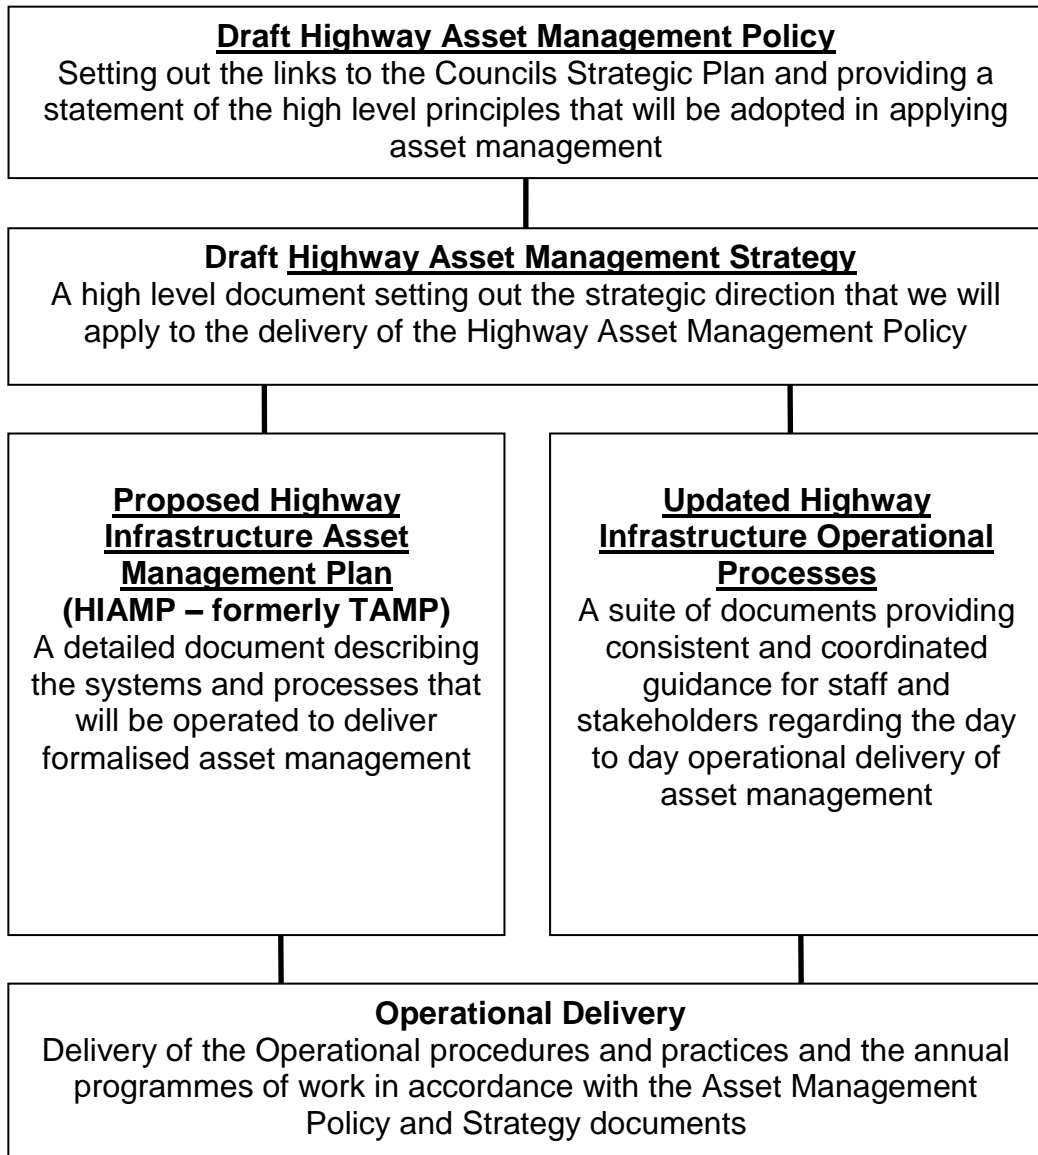 Draft Highway Asset Management Policy
Setting out the links to the Councils Strategic Plan and providing a
statement of the high level principles that will be adopted in applying
asset management
Draft Highway Asset Management Strategy
A high level document setting out the strategic direction that we will
apply to the delivery of the Highway Asset Management Policy
Proposed Highway
Infrastructure Asset
Management Plan
(HIAMP – formerly TAMP)
A detailed document describing
the systems and processes that
will be operated to deliver
formalised asset management
Updated Highway
Infrastructure Operational
Processes
A suite of documents providing
consistent and coordinated
guidance for staff and
stakeholders regarding the day
to day operational delivery of
asset management
Operational Delivery
Delivery of the Operational procedures and practices and the annual
programmes of work in accordance with the Asset Management
Policy and Strategy documents